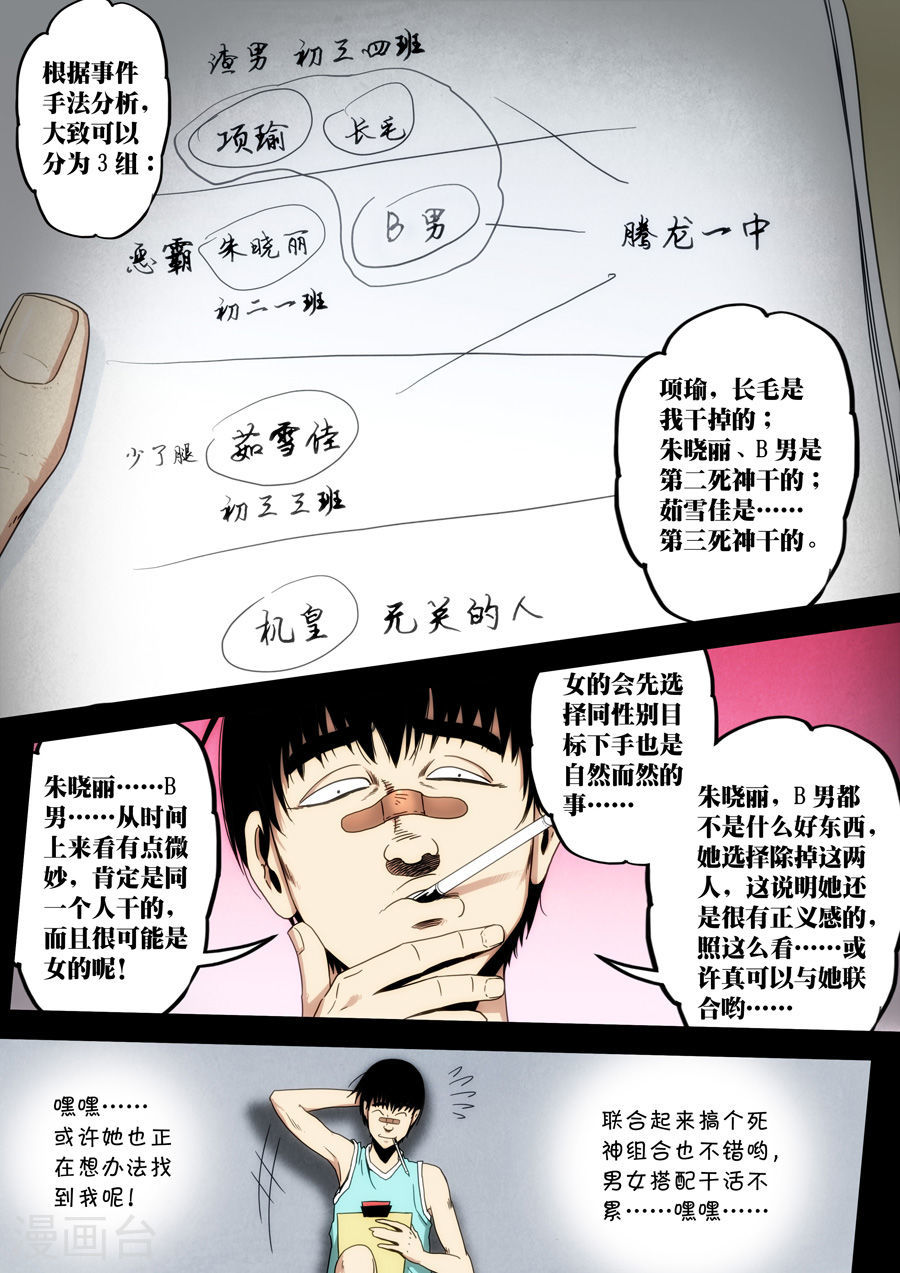 根据事件
手法分析，
大致可以
分为3组：
渣男 初三四班
项瑜
长毛
恶霸
朱晓丽
B男
初二一班
腾龙一中
少了腿
茹雪佳
初三三班
机皇
无关的人
项瑜，长毛是
我干掉的；
朱晓丽、B男是
第二死神干的；
茹雪佳是……
第三死神干的。
女的会先选
择同性别目
标下手也是
自然而然的
事……
朱晓丽……B
男……从时间
上来看有点微
妙，肯定是同
一个人干的，
而且很可能是
女的呢！
朱晓丽，B男都
不是什么好东西，
她选择除掉这两
人，这说明她还
是很有正义感的，
照这么看……或
许真可以与她联
合哟……
嘿嘿……
或许她也正
在想办法找
到我呢！
联合起来搞个死
神组合也不错哟，
男女搭配干活不
累……嘿嘿……
漫画台